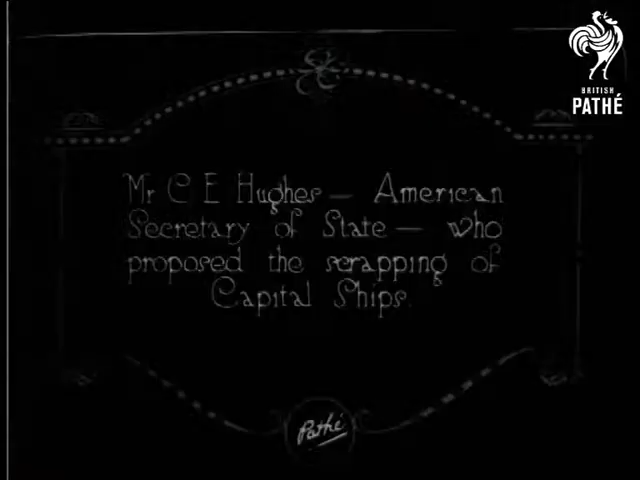 BRITISH
PATHÉ
Mr C E Hughes — American
Secretary of State — who
proposed the scrapping of
Capital Ships.
Pathé